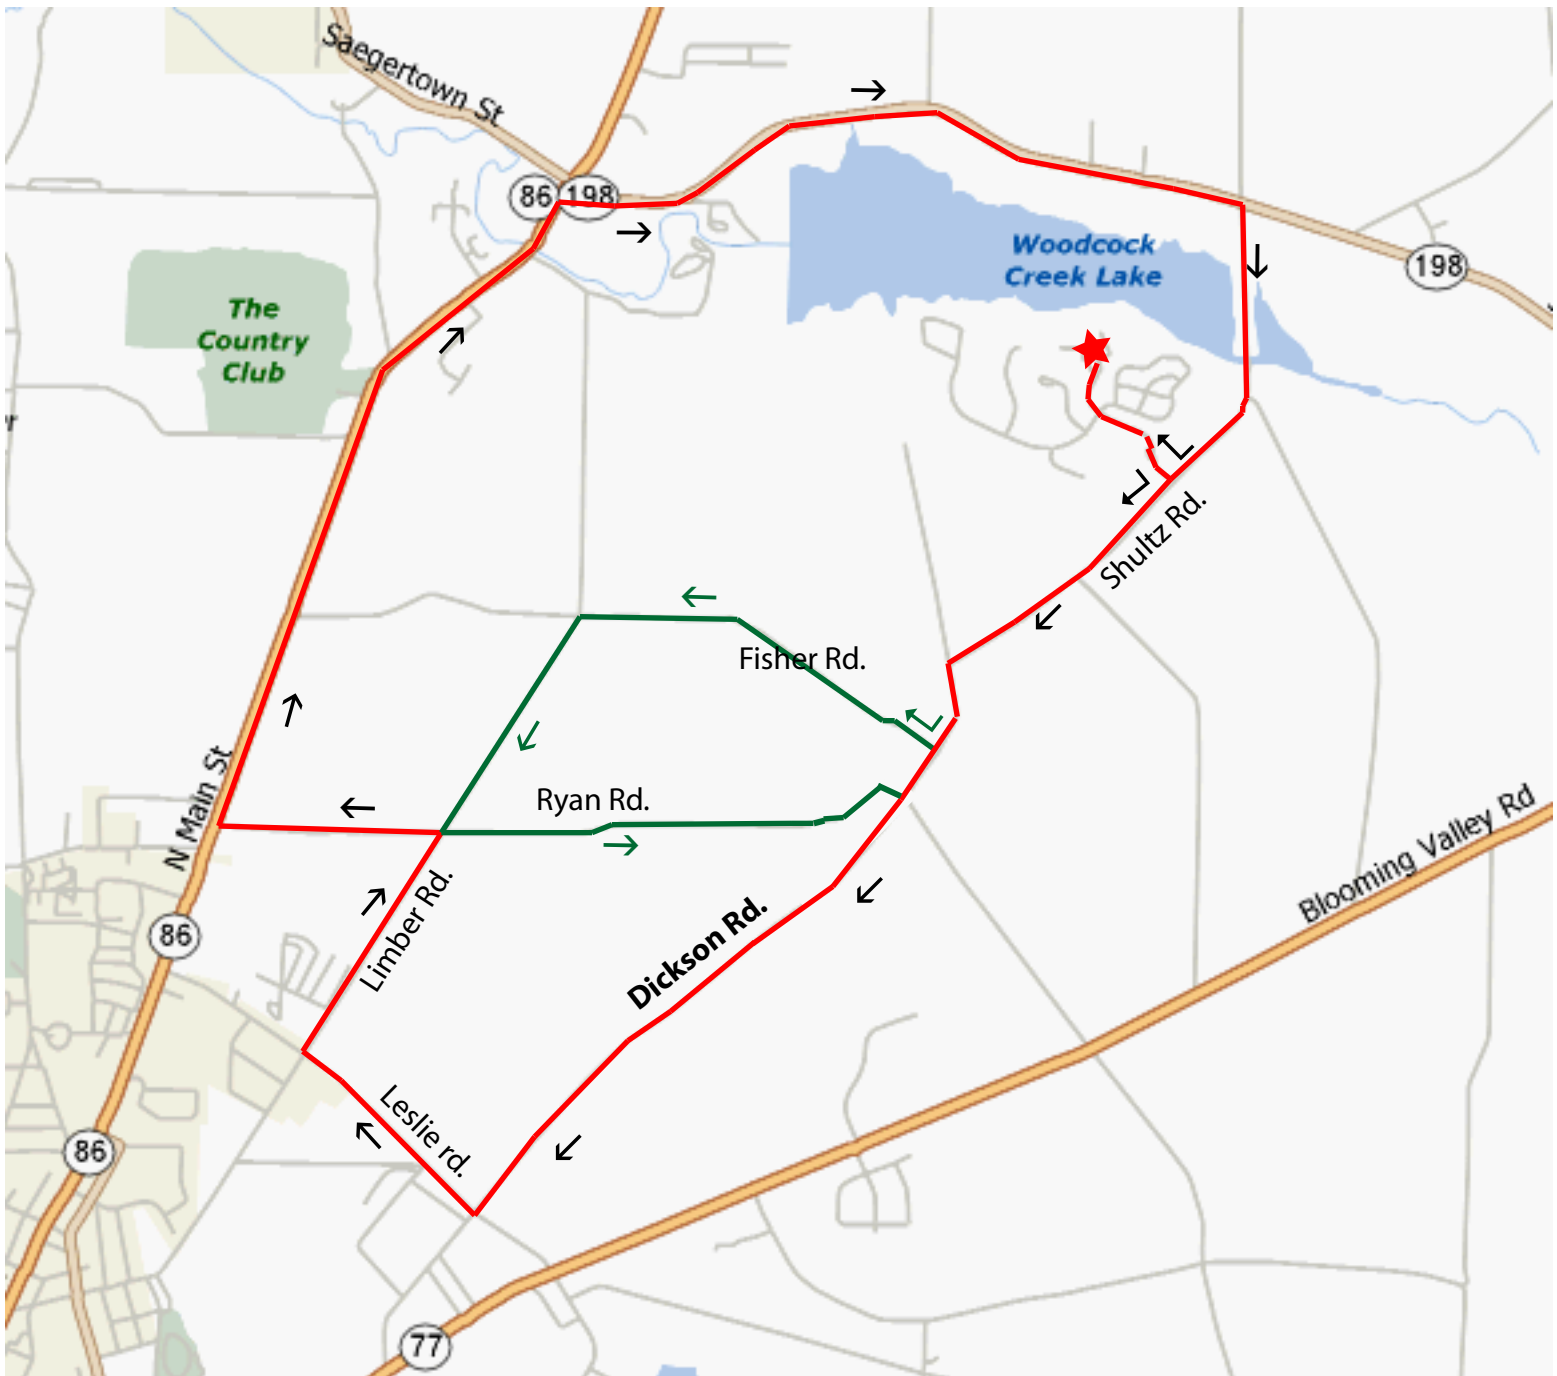 Saegertown St
86
198
Woodcock
Creek Lake
198
The
Country
Club
r
Shultz Rd.
Fisher Rd.
Ryan Rd.
N Main St
Blooming Valley Rd
Limber Rd.
Dickson Rd.
86
Leslie rd.
86
77